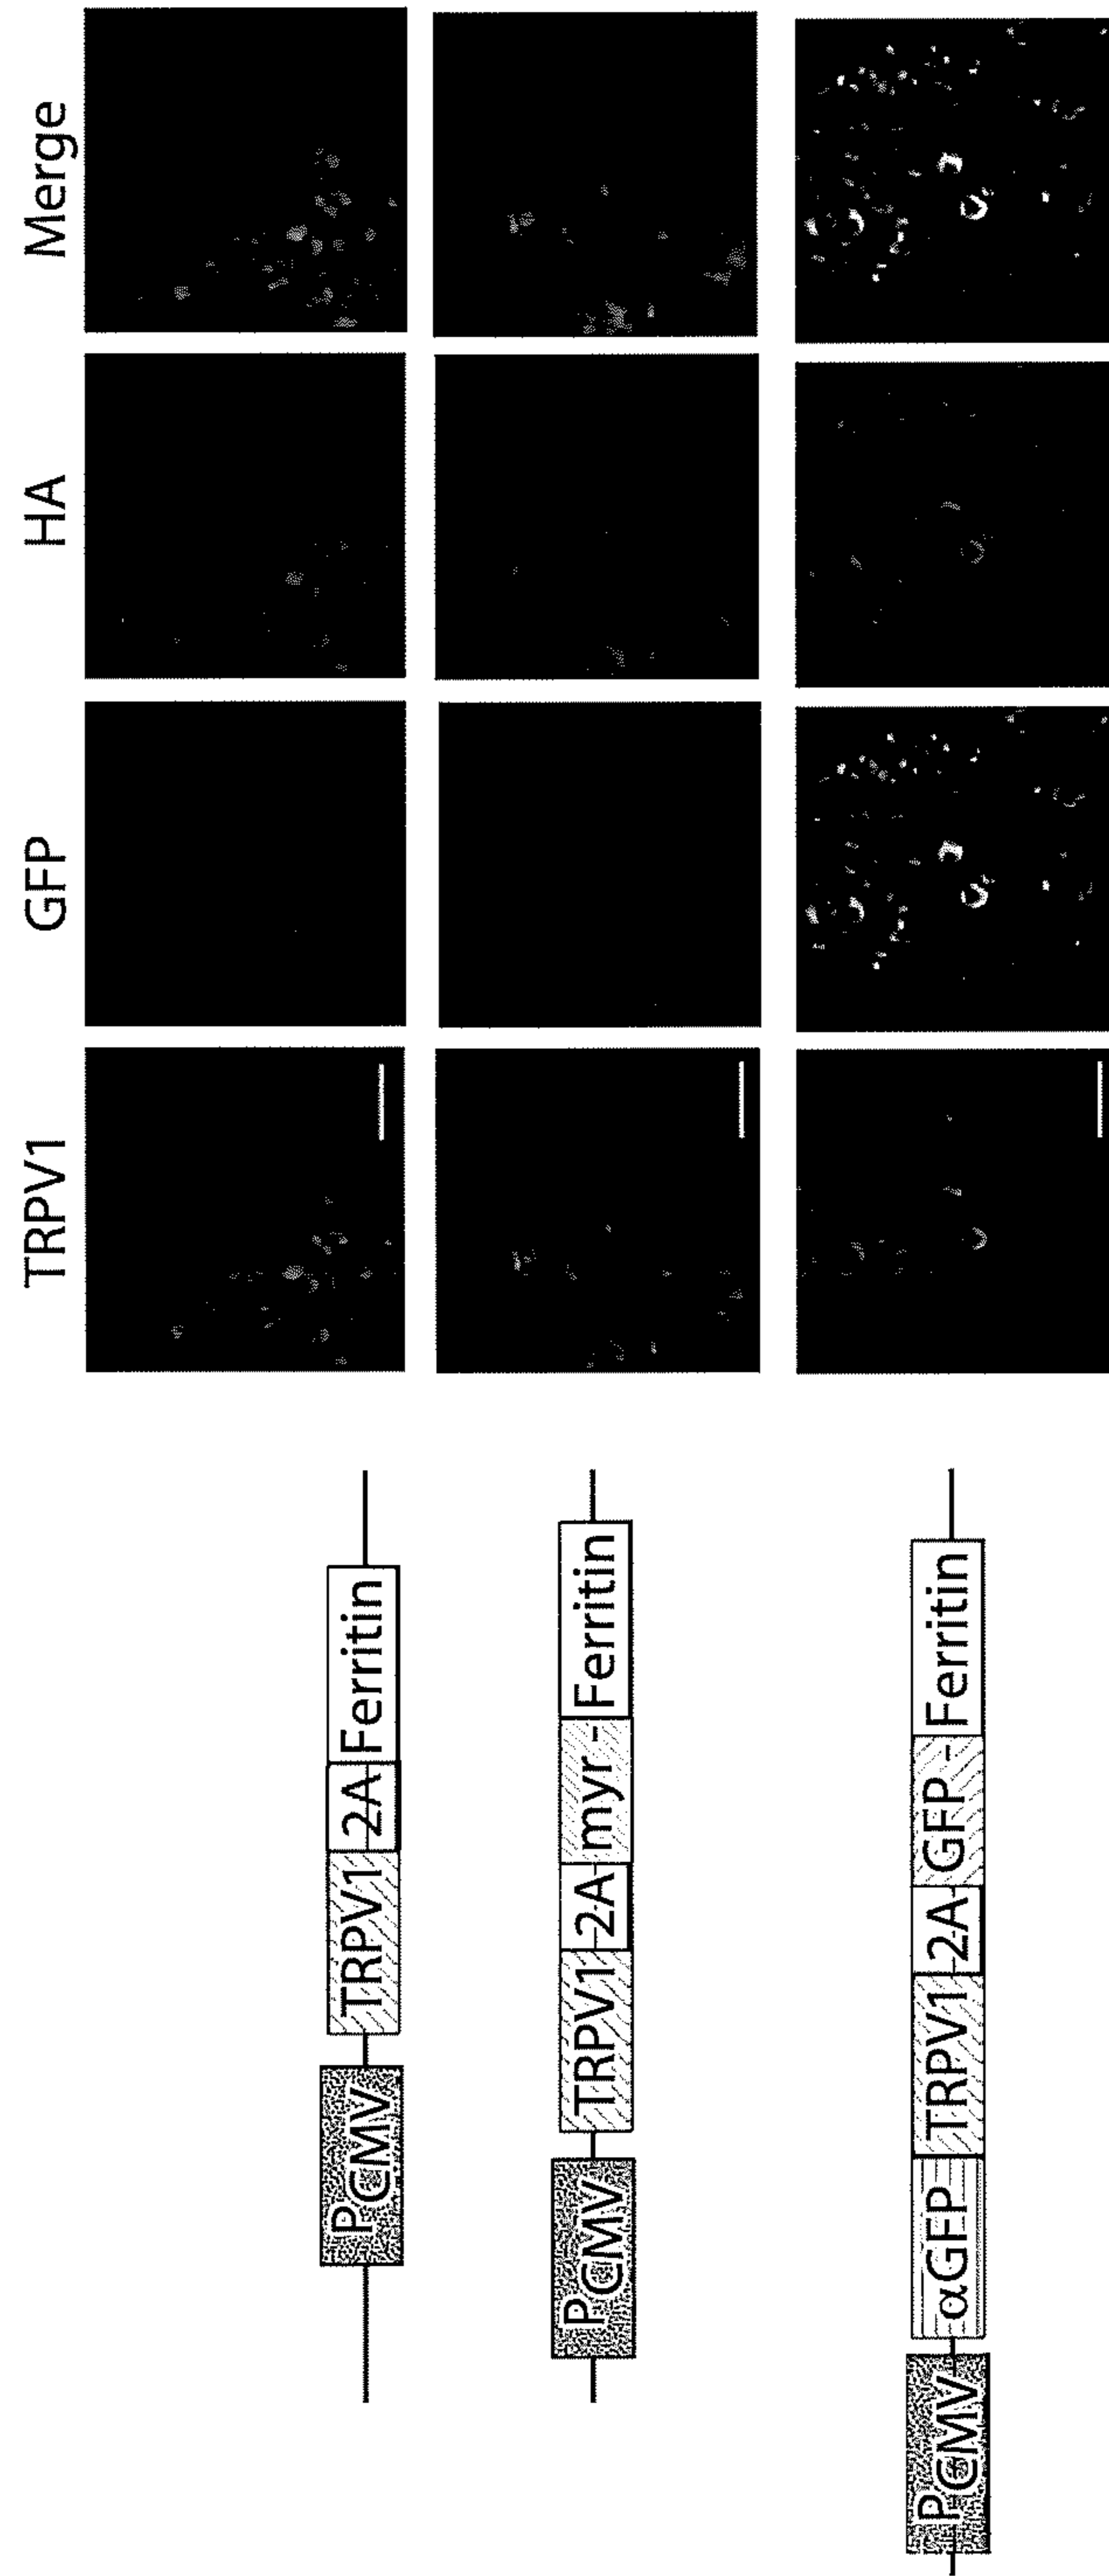 TRPV1 GFP HA Merge
PCMV TRPV1 2A Ferritin
PCMV TRPV1 2A myr - Ferritin
PCMV αGFP TRPV1 2A GFP - Ferritin